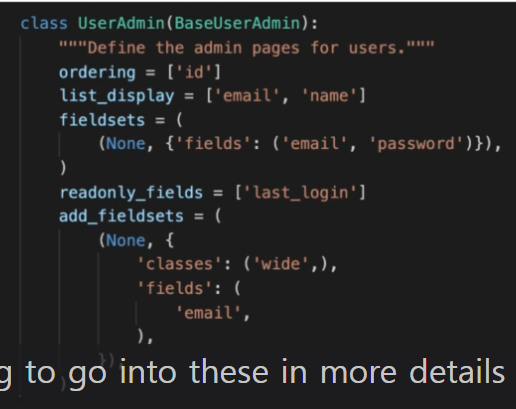 class UserAdmin(BaseUserAdmin):
    """Define the admin pages for users."""
    ordering = ['id']
    list_display = ['email', 'name']
    fieldsets = (
        (None, {'fields': ('email', 'password')}),
    )
    readonly_fields = ['last_login']
    add_fieldsets = (
        (None, {
            'classes': ('wide',),
            'fields': (
                'email',
            ),
        }),
g to go into these in more details
    )